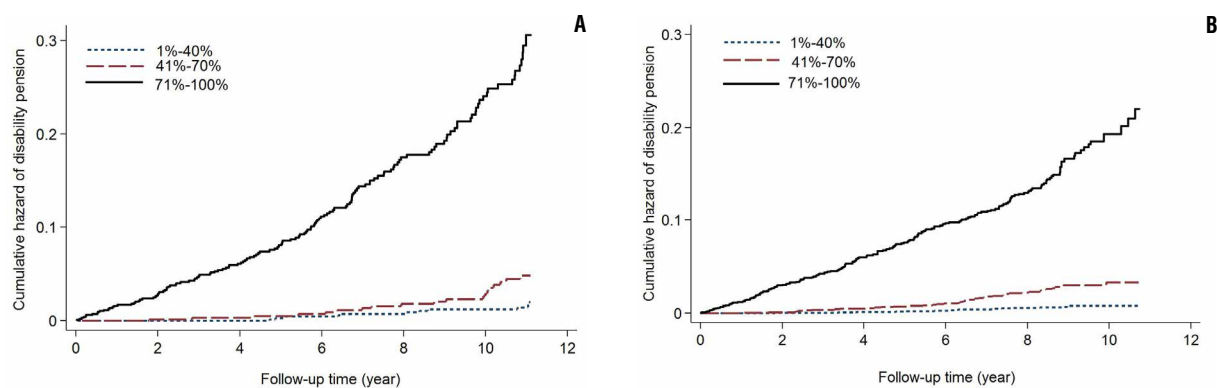 A
Cumulative hazard of disability pension
0.3
0.2
0.1
0
1%-40%
41%-70%
71%-100%
0 2 4 6 8 10 12
Follow-up time (year)
B
Cumulative hazard of disability pension
0.3
0.2
0.1
0
1%-40%
41%-70%
71%-100%
0 2 4 6 8 10 12
Follow-up time (year)